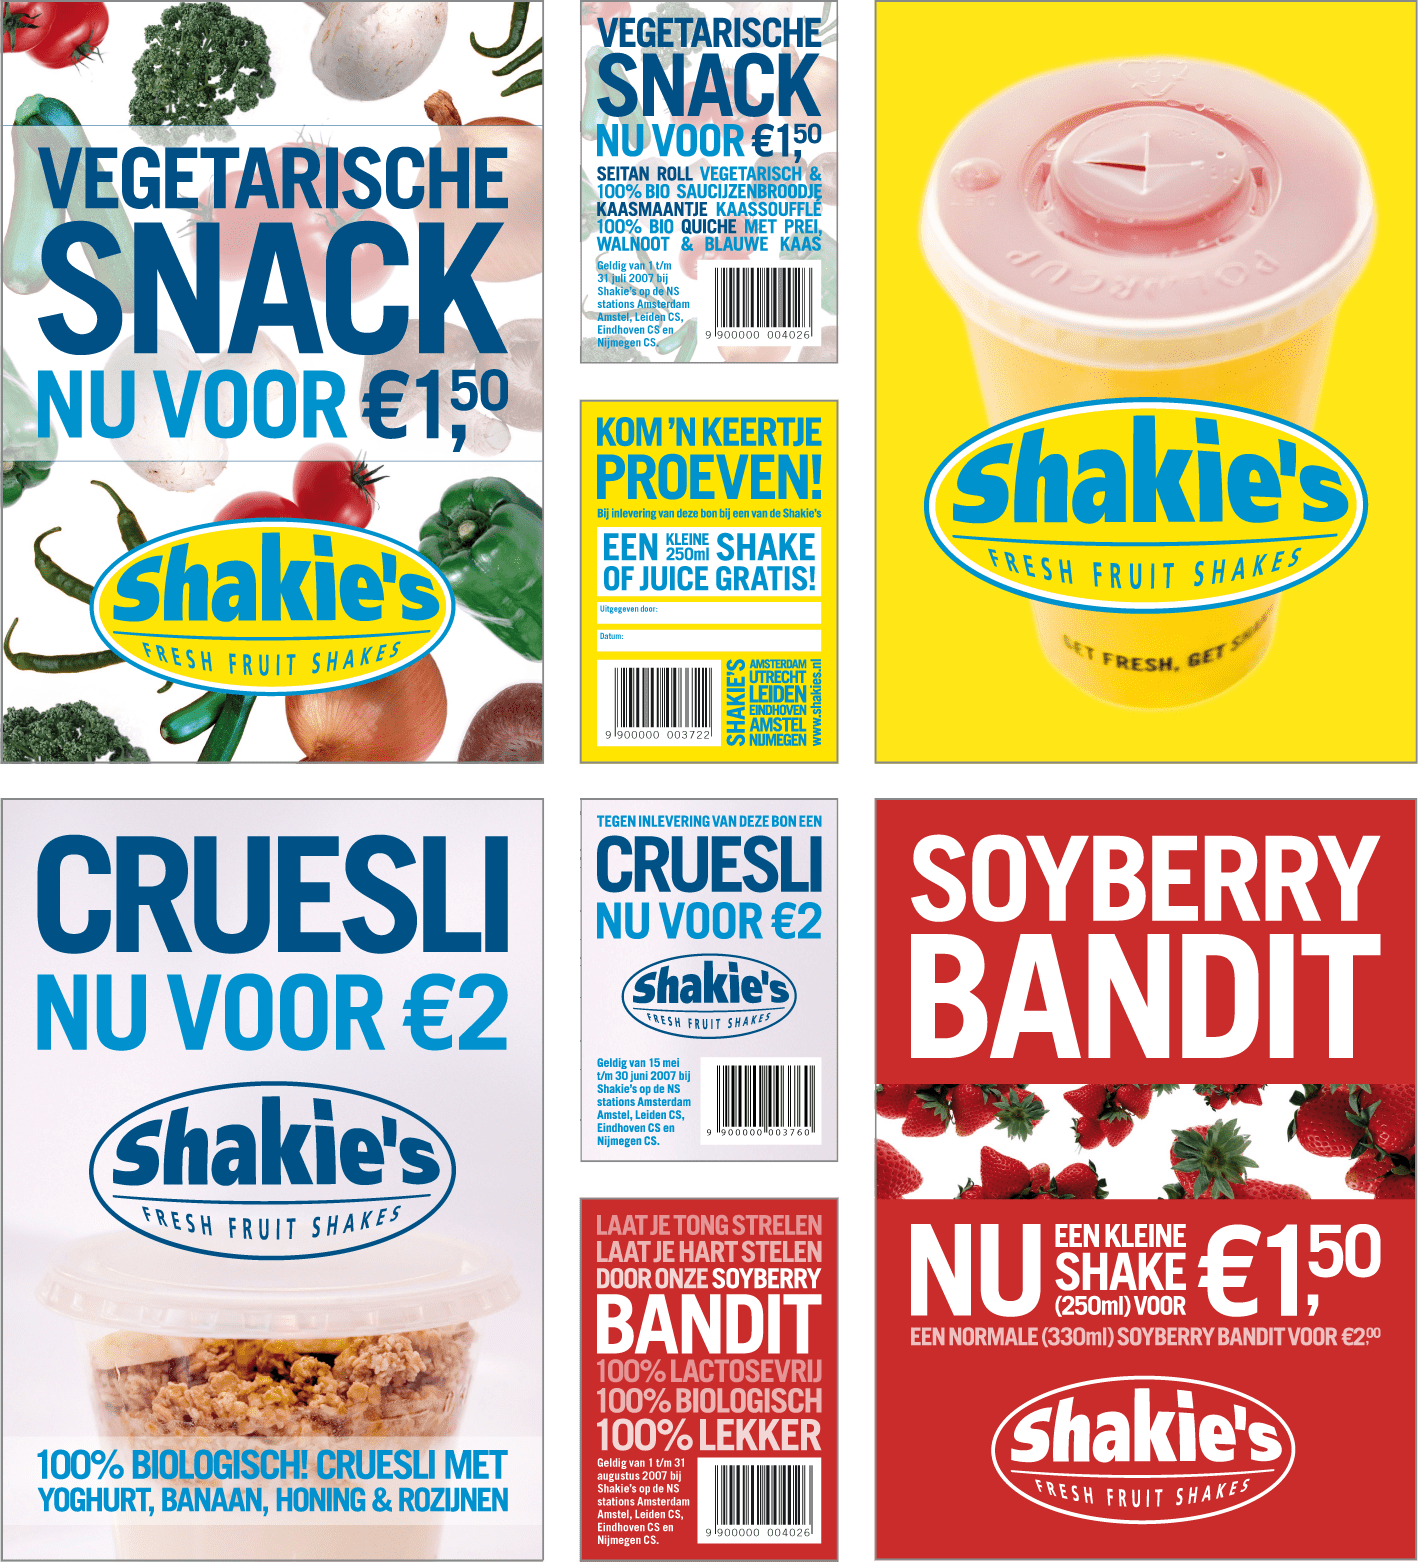 VEGETARISCHE
SNACK
NU VOOR €1,50
Shakie's
FRESH FRUIT SHAKES
VEGETARISCHE
SNACK
NU VOOR €1,50
SEITAN ROLL VEGETARISCH &
100% BIO SAUCIJZENBROODJE
KAASMAANTJE KAASSOUFFLÉ
100% BIO QUICHE MET PREI,
WALNOOT & BLAUWE KAAS
Geldig van 1 t/m
31 juli 2007 bij
Shakie's op de NS
stations Amsterdam
Amstel, Leiden CS,
Eindhoven CS en
Nijmegen CS.
9 900000 004026
KOM 'N KEERTJE
PROEVEN!
Bij inlevering van deze bon bij een van de Shakie's
EEN KLEINE 250ml SHAKE
OF JUICE GRATIS!
Uitgegeven door:
Datum:
9 900000 003722
SHAKIE'S
AMSTERDAM
UTRECHT
LEIDEN
EINDHOVEN
AMSTEL
NIJMEGEN
www.shakies.nl
Shakie's
FRESH FRUIT SHAKES
GET FRESH, GET
CRUESLI
NU VOOR €2
Shakie's
FRESH FRUIT SHAKES
100% BIOLOGISCH! CRUESLI MET
YOGHURT, BANAAN, HONING & ROZIJNEN
TEGEN INLEVERING VAN DEZE BON EEN
CRUESLI
NU VOOR €2
Shakie's
FRESH FRUIT SHAKES
Geldig van 15 mei
t/m 30 juni 2007 bij
Shakie's op de NS
stations Amsterdam
Amstel, Leiden CS,
Eindhoven CS en
Nijmegen CS.
9 900000 003760
LAAT JE TONG STRELEN
LAAT JE HART STELEN
DOOR ONZE SOYBERRY
BANDIT
100% LACTOSEVRIJ
100% BIOLOGISCH
100% LEKKER
Geldig van 1 t/m 31
augustus 2007 bij
Shakie's op de NS
stations Amsterdam
Amstel, Leiden CS,
Eindhoven CS en
Nijmegen CS.
9 900000 004026
SOYBERRY
BANDIT
NU EEN KLEINE SHAKE (250ml) VOOR €1,50
EEN NORMALE (330ml) SOYBERRY BANDIT VOOR €2,00
Shakie's
FRESH FRUIT SHAKES